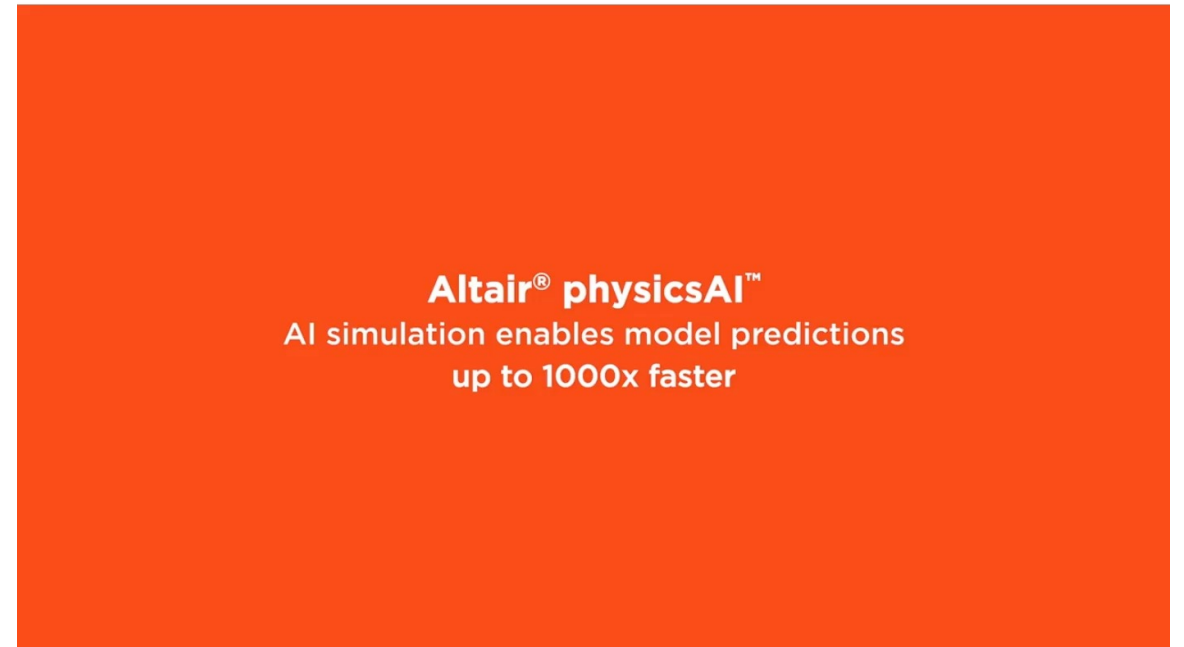 Altair® physicsAI™
AI simulation enables model predictions
up to 1000x faster